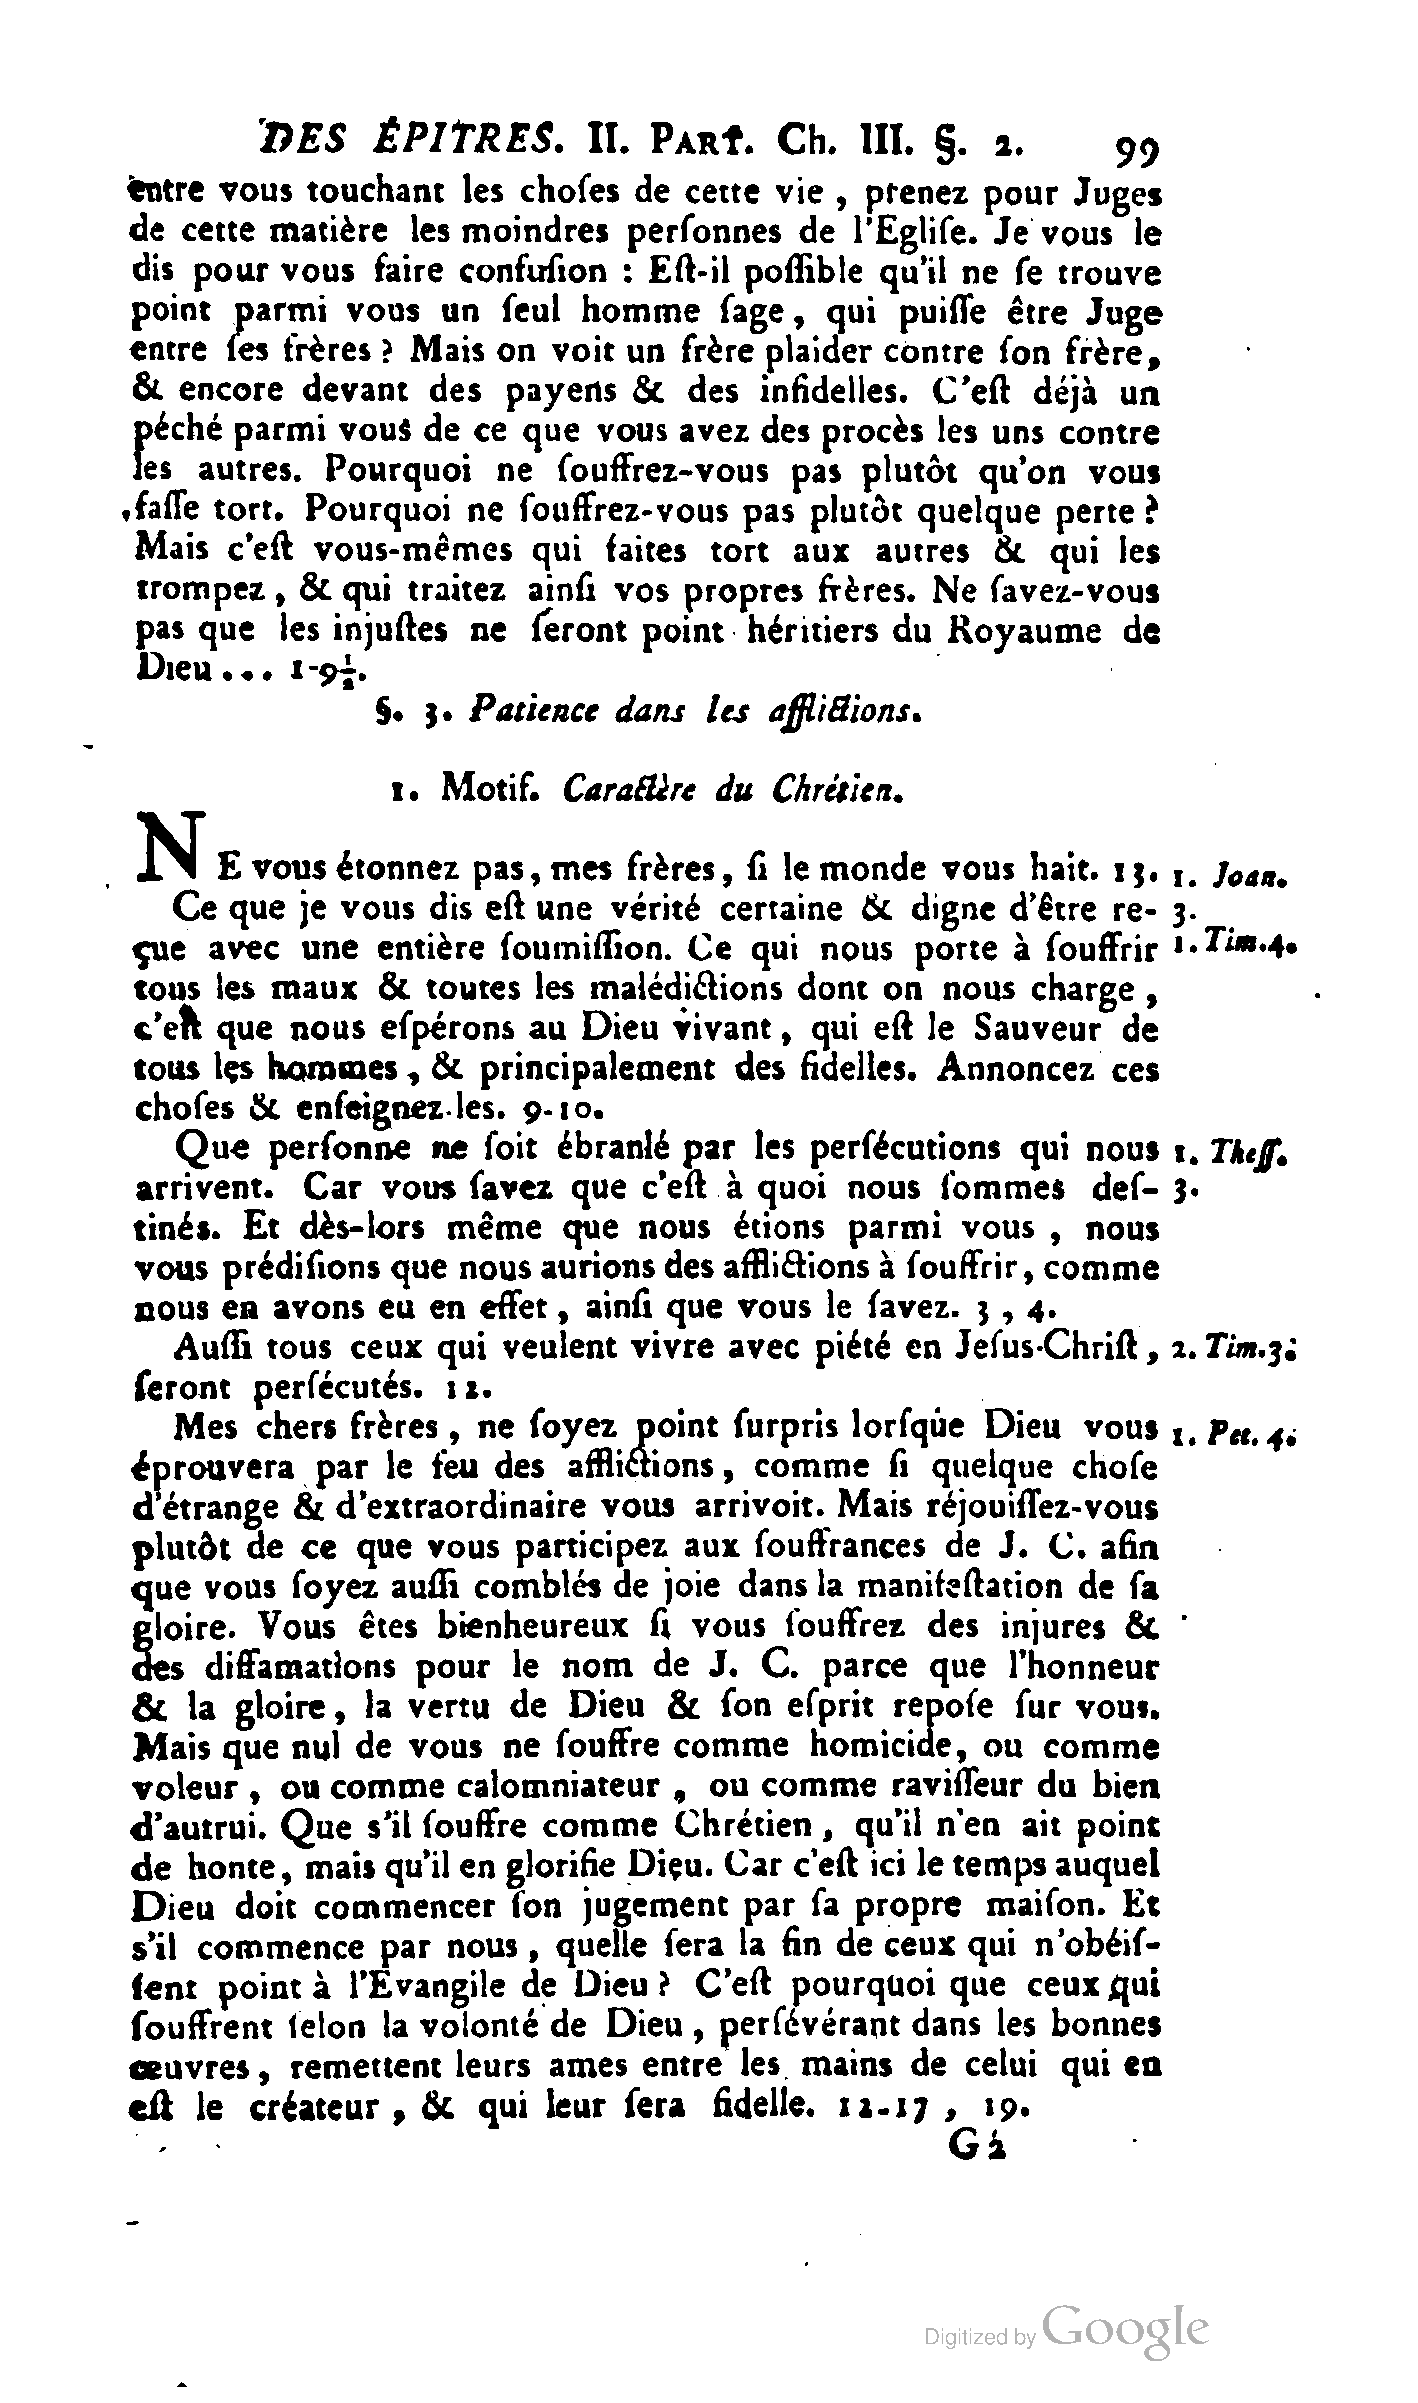 DES ÉPITRES. II. PART. Ch. III. §. 2. 99
entre vous touchant les choſes de cette vie , prenez pour Juges
de cette matière les moindres perſonnes de l'Egliſe. Je vous le
dis pour vous faire confuſion : Eſt-il poſſible qu'il ne ſe trouve
point parmi vous un ſeul homme ſage, qui puiſſe être Juge
entre ſes frères ? Mais on voit un frère plaider contre ſon frère,
& encore devant des payens & des infidelles. C'eſt déjà un
péché parmi vous de ce que vous avez des procès les uns contre
les autres. Pourquoi ne ſouffrez-vous pas plutôt qu'on vous
faſſe tort. Pourquoi ne ſouffrez-vous pas plutôt quelque perte ?
Mais c'eſt vous-mêmes qui faites tort aux autres & qui les
trompez , & qui traitez ainſi vos propres frères. Ne ſavez-vous
pas que les injuſtes ne ſeront point héritiers du Royaume de
Dieu ... 1-9½.
§. 3. Patience dans les afflictions.
1. Motif. Caractère du Chrétien.
NE vous étonnez pas, mes frères, ſi le monde vous hait. 13. 1. Joan.
Ce que je vous dis eſt une vérité certaine & digne d'être re- 3.
çue avec une entière ſoumiſſion. Ce qui nous porte à ſouffrir 1. Tim.4.
tous les maux & toutes les malédictions dont on nous charge ,
c'eſt que nous eſpérons au Dieu vivant, qui eſt le Sauveur de
tous les hommes , & principalement des fidelles. Annoncez ces
choſes & enſeignez-les. 9-10.
Que perſonne ne ſoit ébranlé par les perſécutions qui nous 1. Theſſ.
arrivent. Car vous ſavez que c'eſt à quoi nous ſommes deſ- 3.
tinés. Et dès-lors même que nous étions parmi vous , nous
vous prédiſions que nous aurions des afflictions à ſouffrir, comme
nous en avons eu en effet , ainſi que vous le ſavez. 3 , 4.
Auſſi tous ceux qui veulent vivre avec piété en Jeſus-Chriſt , 2. Tim.3.
ſeront perſécutés. 12.
Mes chers frères , ne ſoyez point ſurpris lorſque Dieu vous 1. Pet. 4.
éprouvera par le feu des afflictions, comme ſi quelque choſe
d'étrange & d'extraordinaire vous arrivoit. Mais réjouiſſez-vous
plutôt de ce que vous participez aux ſouffrances de J. C. afin
que vous ſoyez auſſi comblés de joie dans la manifeſtation de ſa
gloire. Vous êtes bienheureux ſi vous ſouffrez des injures &
des diffamations pour le nom de J. C. parce que l'honneur
& la gloire, la vertu de Dieu & ſon eſprit repoſe ſur vous.
Mais que nul de vous ne ſouffre comme homicide, ou comme
voleur , ou comme calomniateur , ou comme raviſſeur du bien
d'autrui. Que s'il ſouffre comme Chrétien , qu'il n'en ait point
de honte, mais qu'il en glorifie Dieu. Car c'eſt ici le temps auquel
Dieu doit commencer ſon jugement par ſa propre maiſon. Et
s'il commence par nous , quelle ſera la fin de ceux qui n'obéiſ-
ſent point à l'Evangile de Dieu ? C'eſt pourquoi que ceux qui
ſouffrent ſelon la volonté de Dieu , perſévérant dans les bonnes
œuvres, remettent leurs ames entre les mains de celui qui en
eſt le créateur , & qui leur ſera fidelle. 12-17 , 19.
G 2
Digitized by Google